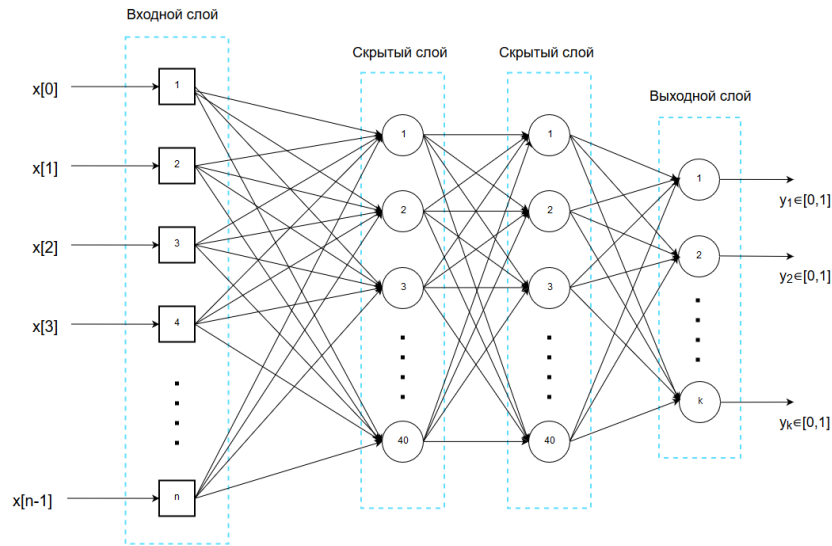 Входной слой
Скрытый слой
Скрытый слой
Выходной слой
x[0]
x[1]
x[2]
x[3]
x[n-1]
1
2
3
4
n
1
2
3
40
1
2
3
40
1
2
k
y₁∈[0,1]
y₂∈[0,1]
yₖ∈[0,1]